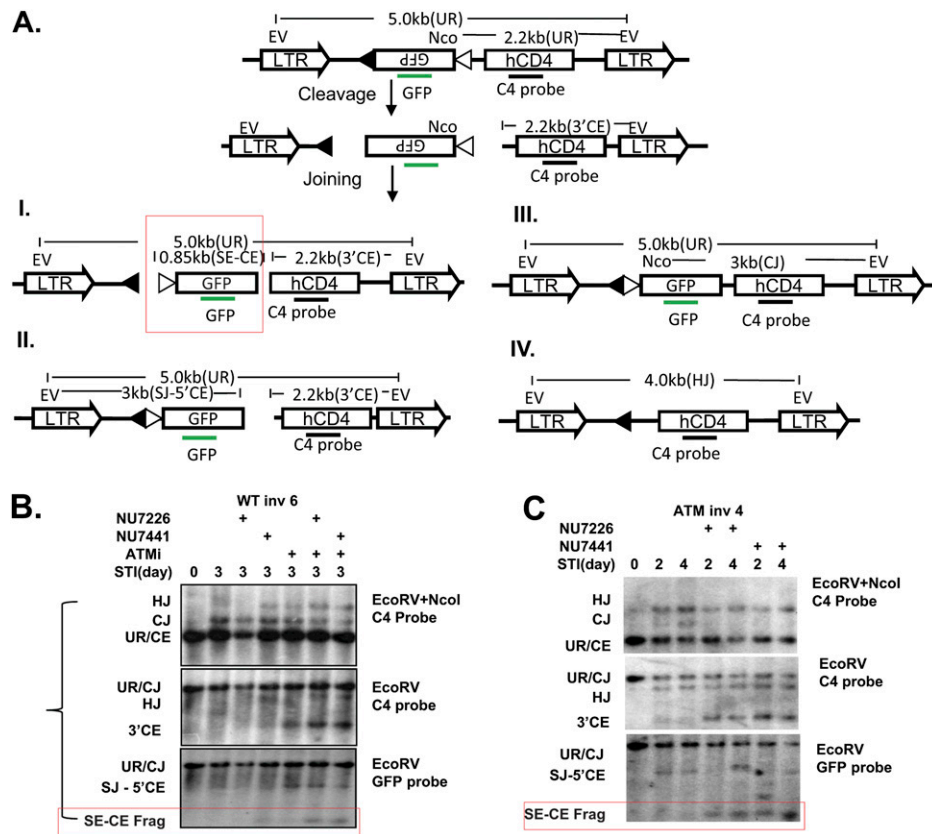 A.
5.0kb(UR)
EV Nco 2.2kb(UR) EV
LTR GFP hCD4 LTR
Cleavage GFP C4 probe
Nco 2.2kb(3'CE)
EV EV
LTR GFP hCD4 LTR
Joining C4 probe
I.
5.0kb(UR)
EV 0.85kb(SE-CE) 2.2kb(3'CE) EV
LTR GFP hCD4 LTR
GFP C4 probe
II.
5.0kb(UR)
EV 3kb(SJ-5'CE) 2.2kb(3'CE) EV
LTR GFP hCD4 LTR
GFP C4 probe
III.
5.0kb(UR)
EV Nco 3kb(CJ) EV
LTR GFP hCD4 LTR
GFP C4 probe
IV.
4.0kb(HJ)
EV EV
LTR hCD4 LTR
C4 probe
B.
WT inv 6
NU7226 + +
NU7441 + +
ATMi + + +
STI(day) 0 3 3 3 3 3 3
HJ
CJ
UR/CE
EcoRV+NcoI
C4 Probe
UR/CJ
HJ
3'CE
EcoRV
C4 probe
UR/CJ
SJ - 5'CE
SE-CE Frag
EcoRV
GFP probe
C
ATM inv 4
NU7226 + +
NU7441 + +
STI(day) 0 2 4 2 4 2 4
HJ
CJ
UR/CE
EcoRV+NcoI
C4 Probe
UR/CJ
HJ
3'CE
EcoRV
C4 probe
UR/CJ
SJ-5'CE
SE-CE Frag
EcoRV
GFP probe